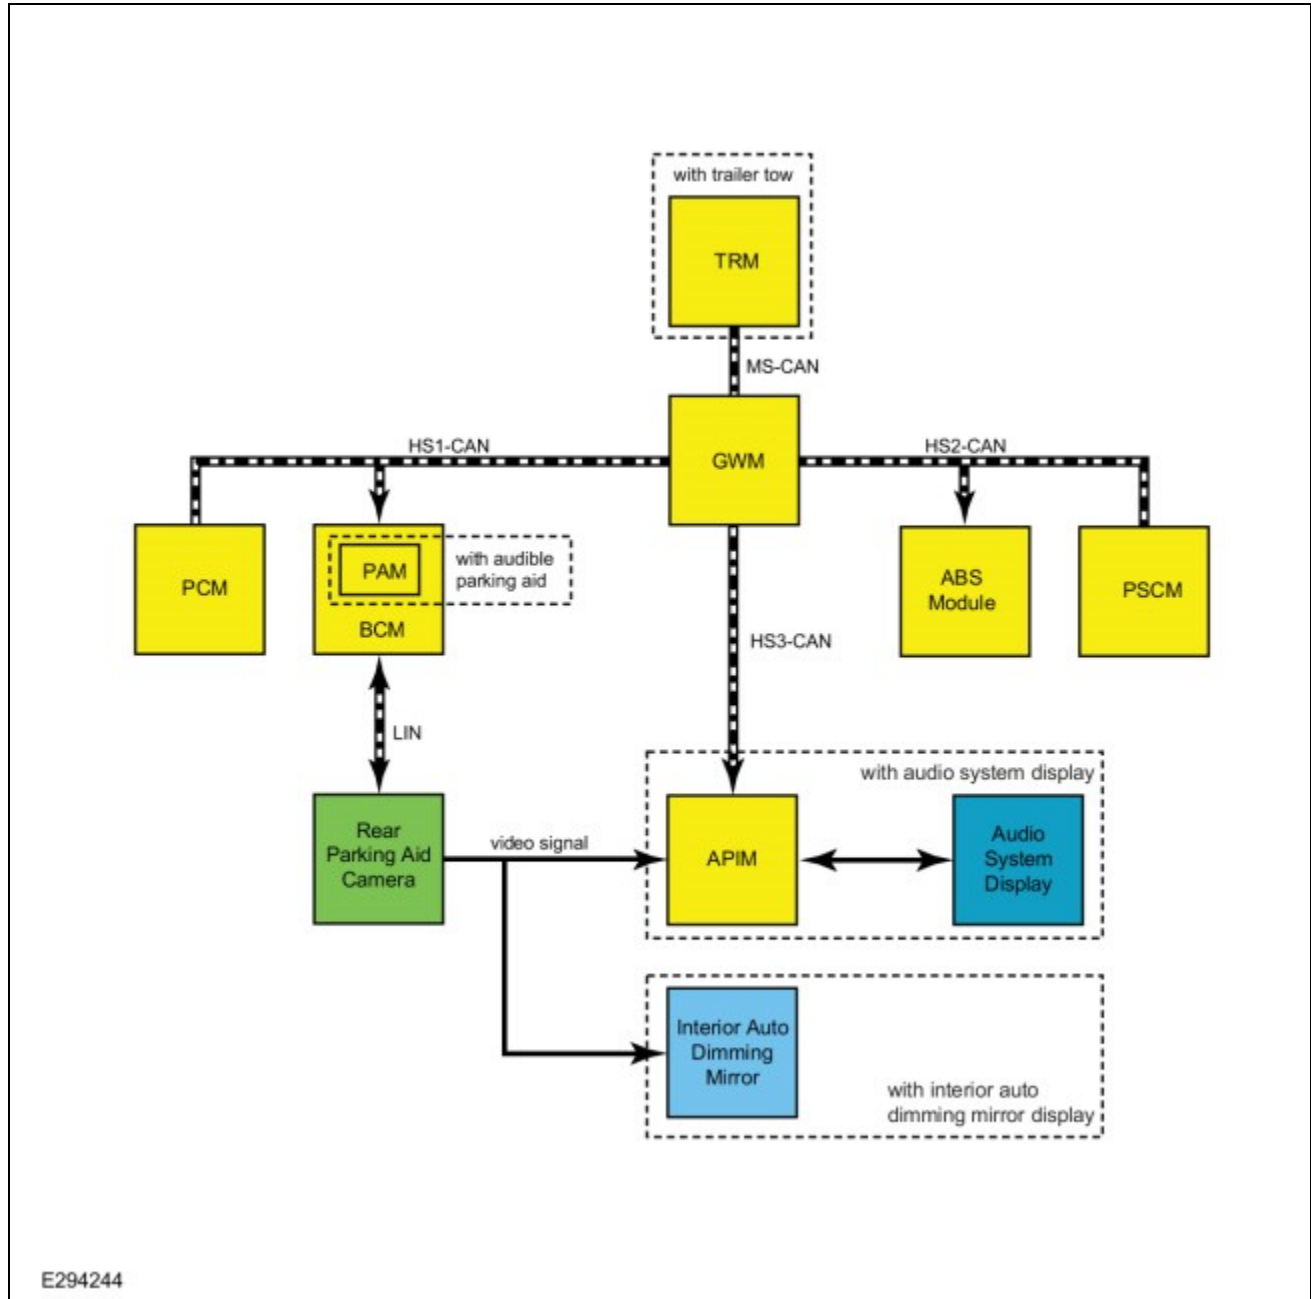 with trailer tow
TRM
MS-CAN
HS1-CAN
GWM
HS2-CAN
PCM
PAM
with audible
parking aid
BCM
ABS
Module
PSCM
HS3-CAN
LIN
with audio system display
Rear
Parking Aid
Camera
video signal
APIM
Audio
System
Display
Interior Auto
Dimming
Mirror
with interior auto
dimming mirror display
E294244